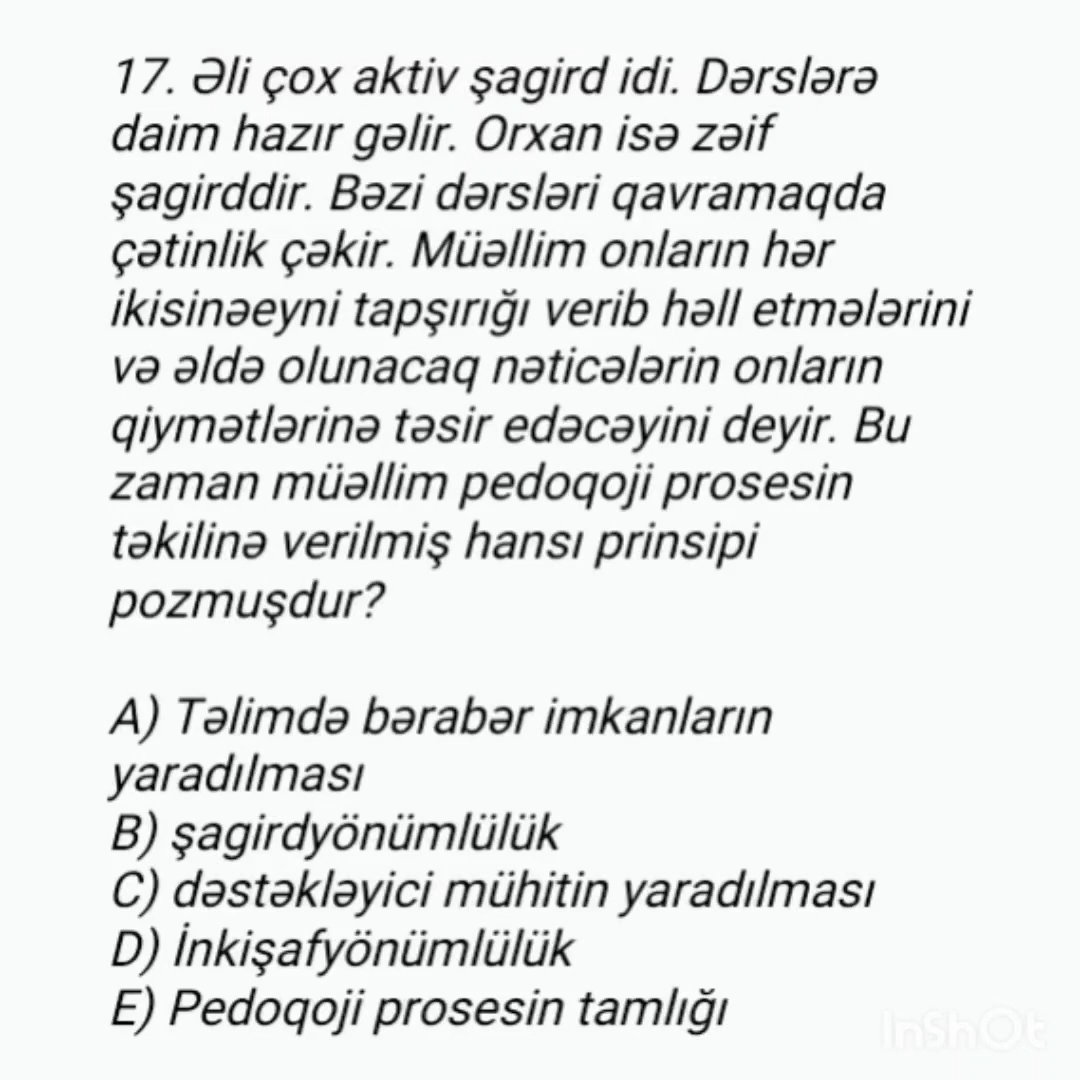 17. Əli çox aktiv şagird idi. Dərslərə
daim hazır gəlir. Orxan isə zəif
şagirddir. Bəzi dərsləri qavramaqda
çətinlik çəkir. Müəllim onların hər
ikisinəeyni tapşırığı verib həll etmələrini
və əldə olunacaq nəticələrin onların
qiymətlərinə təsir edəcəyini deyir. Bu
zaman müəllim pedoqoji prosesin
təkilinə verilmiş hansı prinsipi
pozmuşdur?
A) Təlimdə bərabər imkanların
yaradılması
B) şagirdyönümlülük
C) dəstəkləyici mühitin yaradılması
D) İnkişafyönümlülük
E) Pedoqoji prosesin tamlığı
InShOt